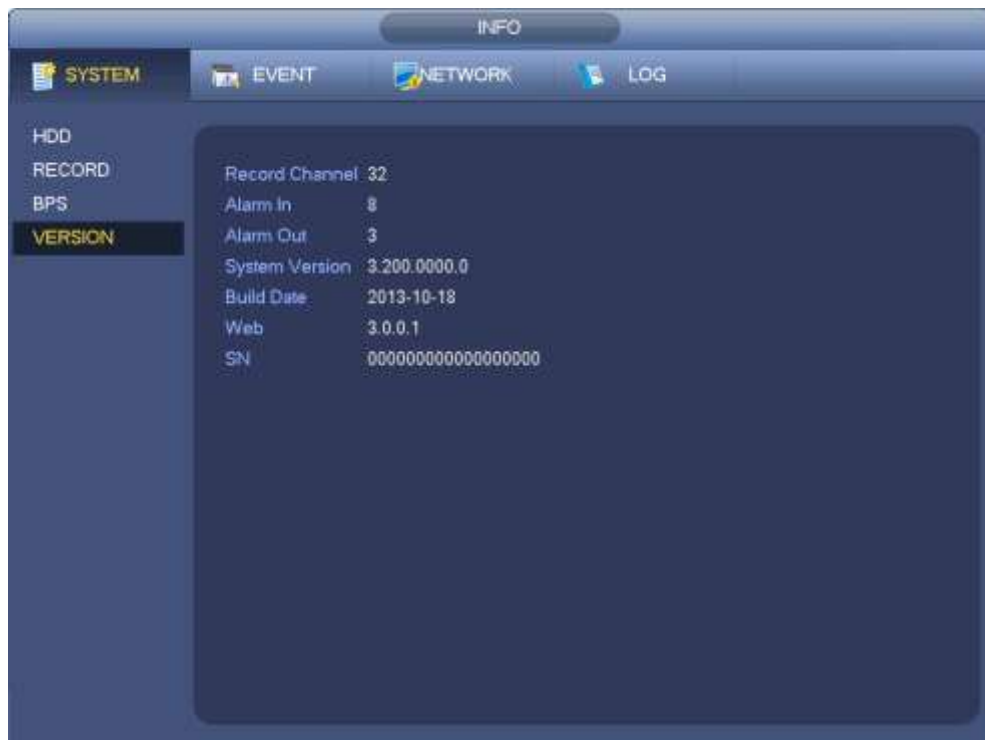 INFO
SYSTEM EVENT NETWORK LOG
HDD
RECORD
BPS
VERSION
Record Channel 32
Alarm In 8
Alarm Out 3
System Version 3.200.0000.0
Build Date 2013-10-18
Web 3.0.0.1
SN 000000000000000000